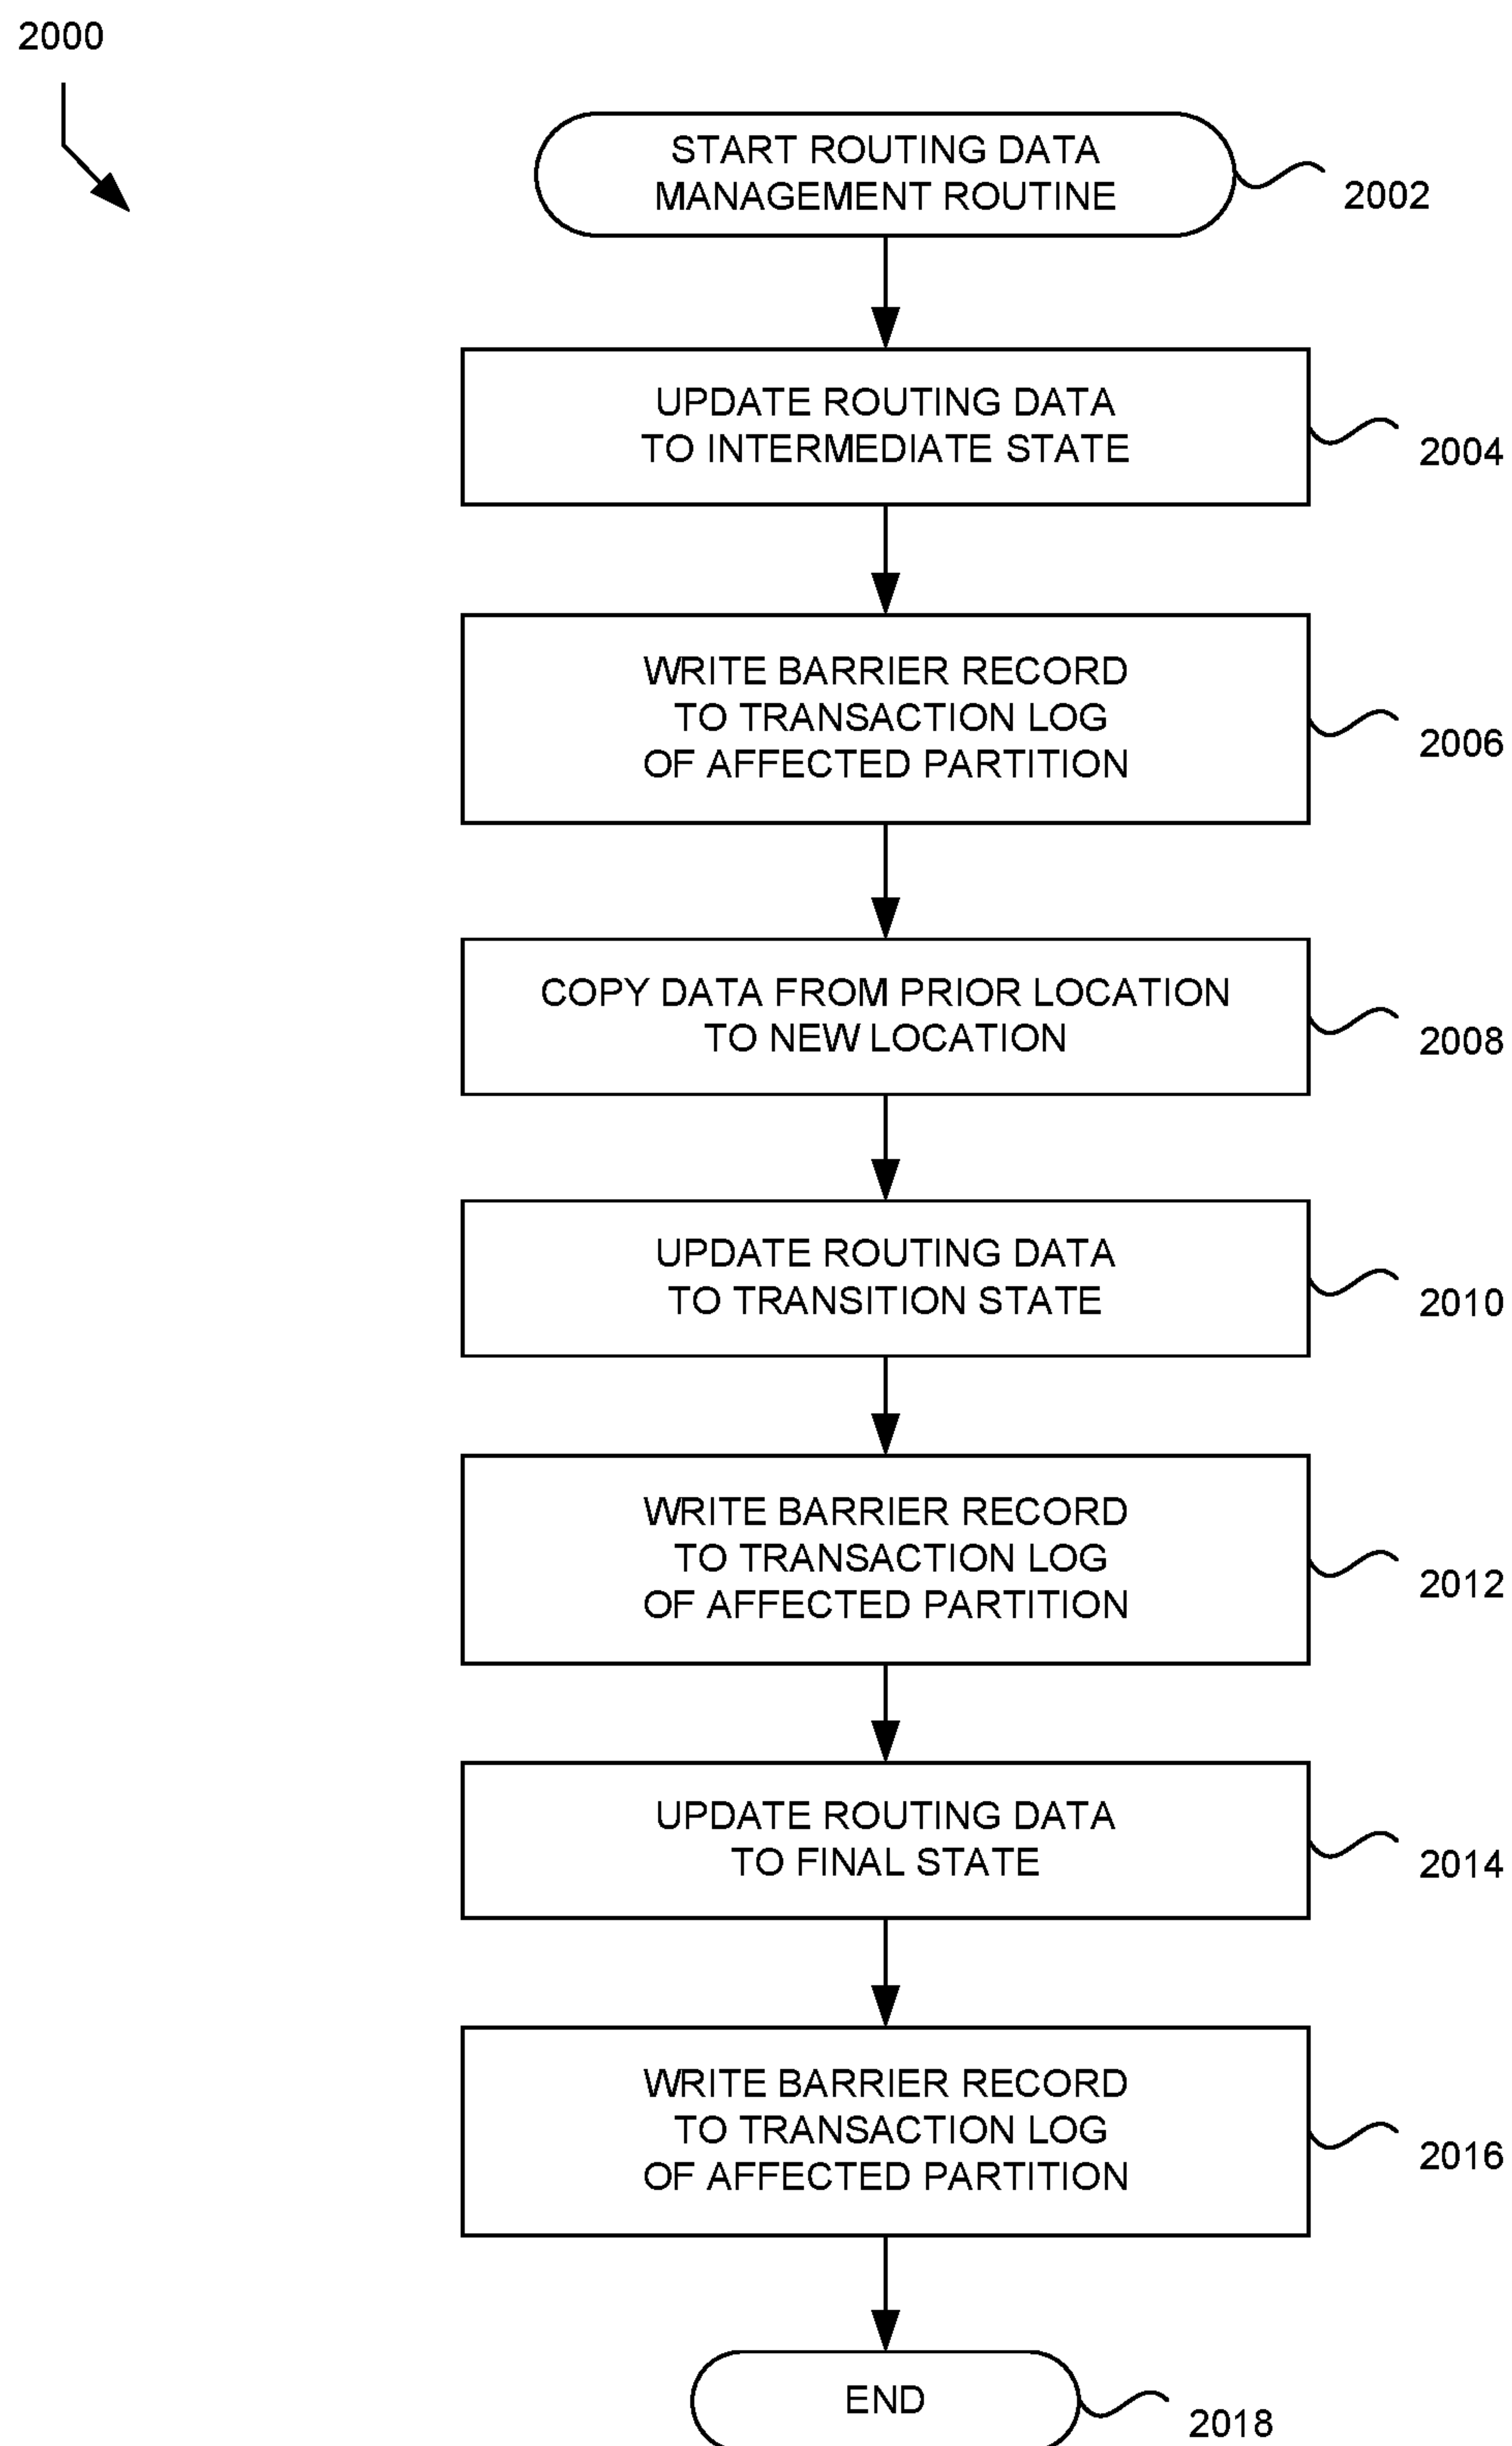 2000
START ROUTING DATA
MANAGEMENT ROUTINE
2002
UPDATE ROUTING DATA
TO INTERMEDIATE STATE
2004
WRITE BARRIER RECORD
TO TRANSACTION LOG
OF AFFECTED PARTITION
2006
COPY DATA FROM PRIOR LOCATION
TO NEW LOCATION
2008
UPDATE ROUTING DATA
TO TRANSITION STATE
2010
WRITE BARRIER RECORD
TO TRANSACTION LOG
OF AFFECTED PARTITION
2012
UPDATE ROUTING DATA
TO FINAL STATE
2014
WRITE BARRIER RECORD
TO TRANSACTION LOG
OF AFFECTED PARTITION
2016
END
2018